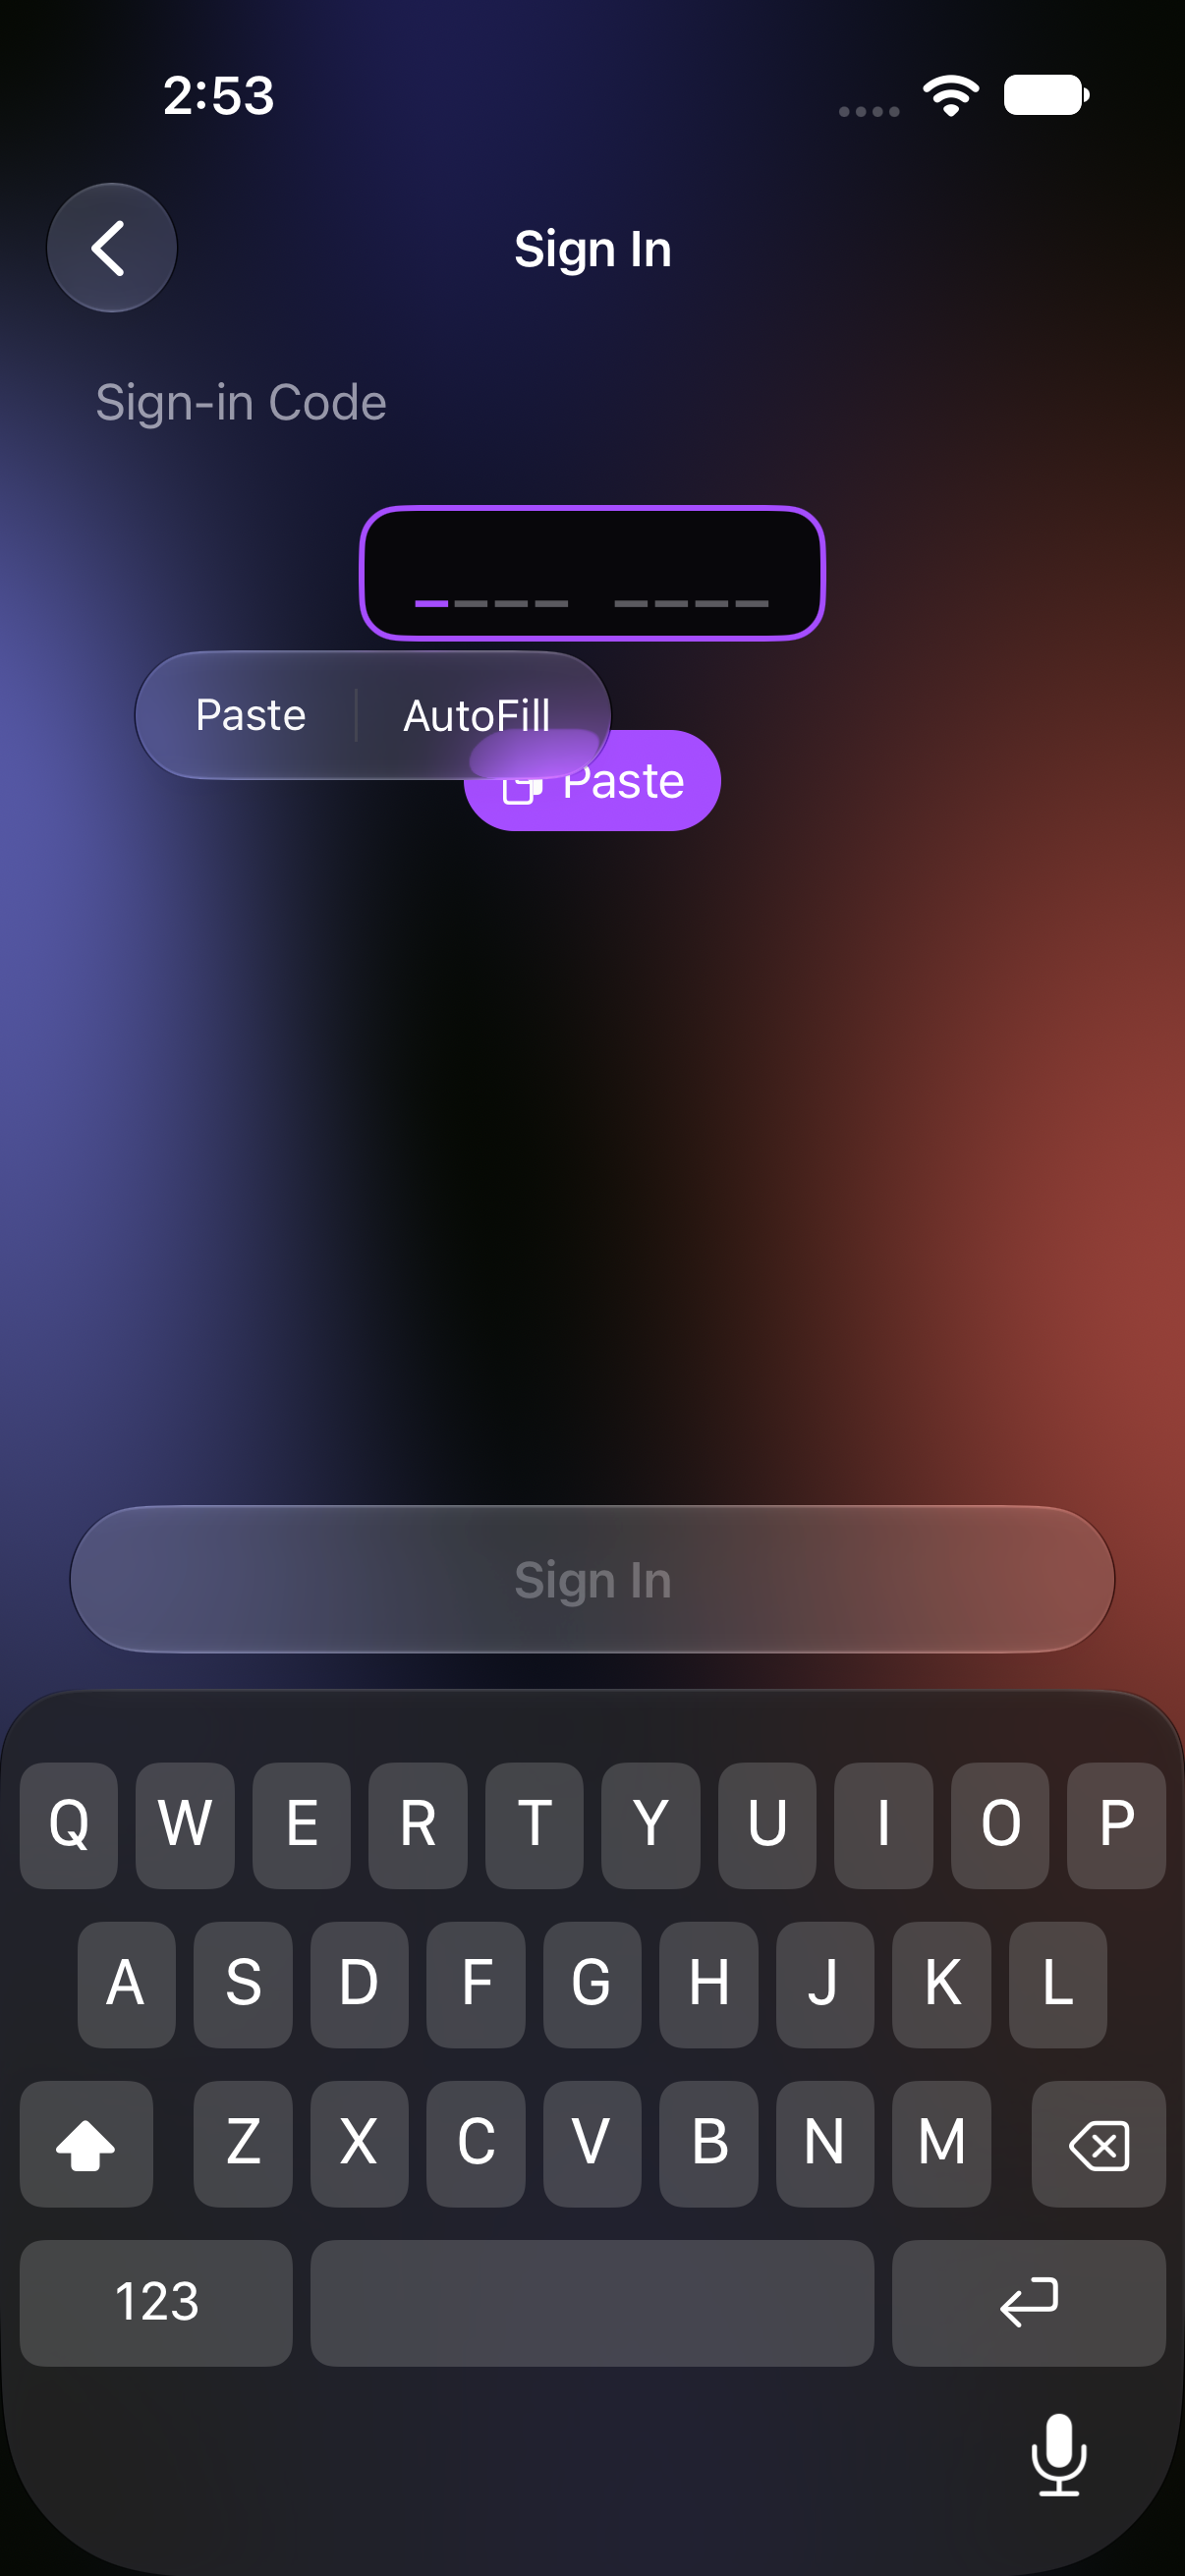 2:53
Sign In
Sign-in Code
Paste AutoFill
Paste
Sign In
Q W E R T Y U I O P
A S D F G H J K L
Z X C V B N M
123